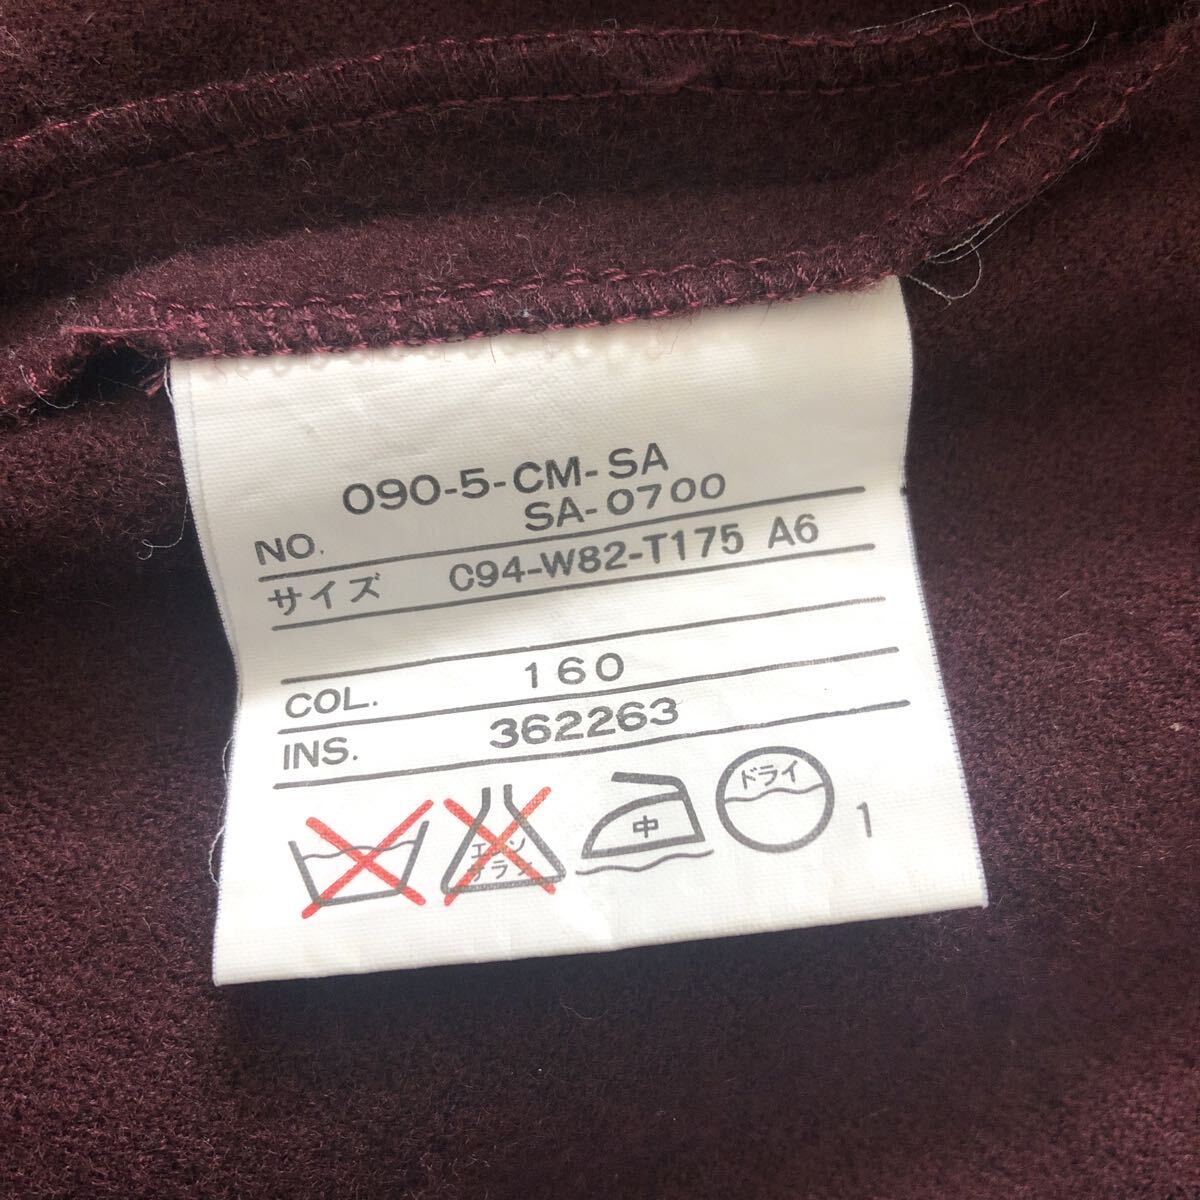 090-5-CM-SA
NO. SA-0700
サイズ C94-W82-T175 A6
COL. 160
INS. 362263
エンソ
サラシ
中
ドライ
1